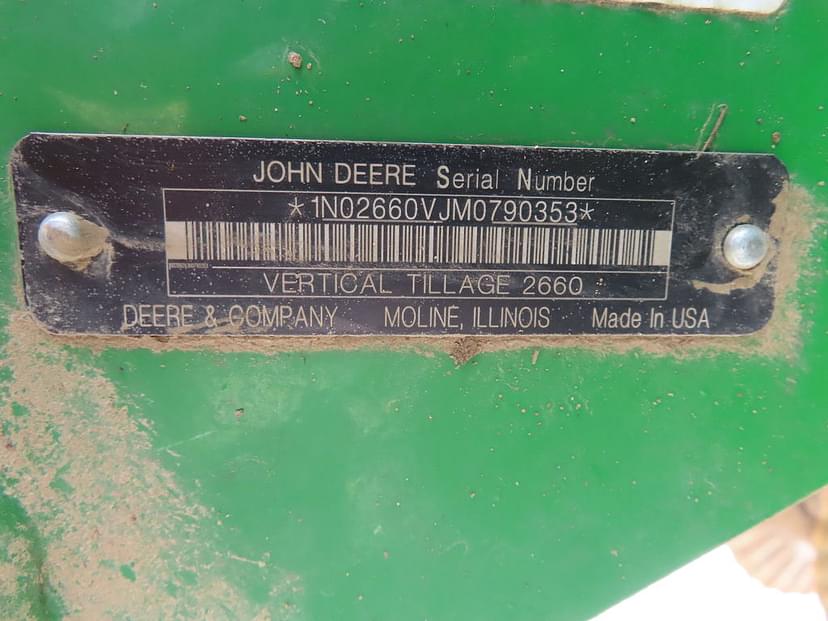 JOHN DEERE Serial Number
*1N02660VJM0790353*
VERTICAL TILLAGE 2660
DEERE & COMPANY MOLINE, ILLINOIS Made In USA